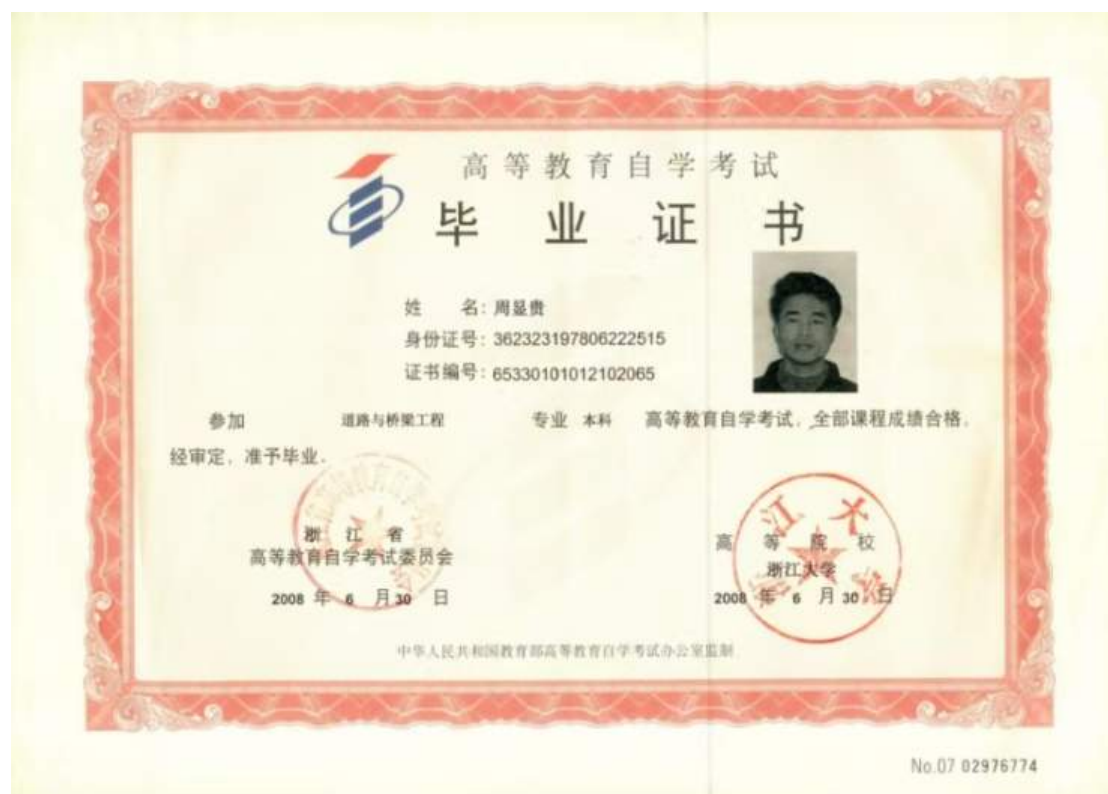 高等教育自学考试
毕业证书
姓 名：周显贵
身份证号：362323197806222515
证书编号：65330101012102065
参加 道路与桥梁工程 专业 本科 高等教育自学考试，全部课程成绩合格，
经审定，准予毕业。
浙 江 省
高等教育自学考试委员会
2008 年 6 月 30 日
高 等 院 校
浙江大学
2008 年 6 月 30 日
浙江大学
中华人民共和国教育部高等教育自学考试办公室监制
No.07 02976774